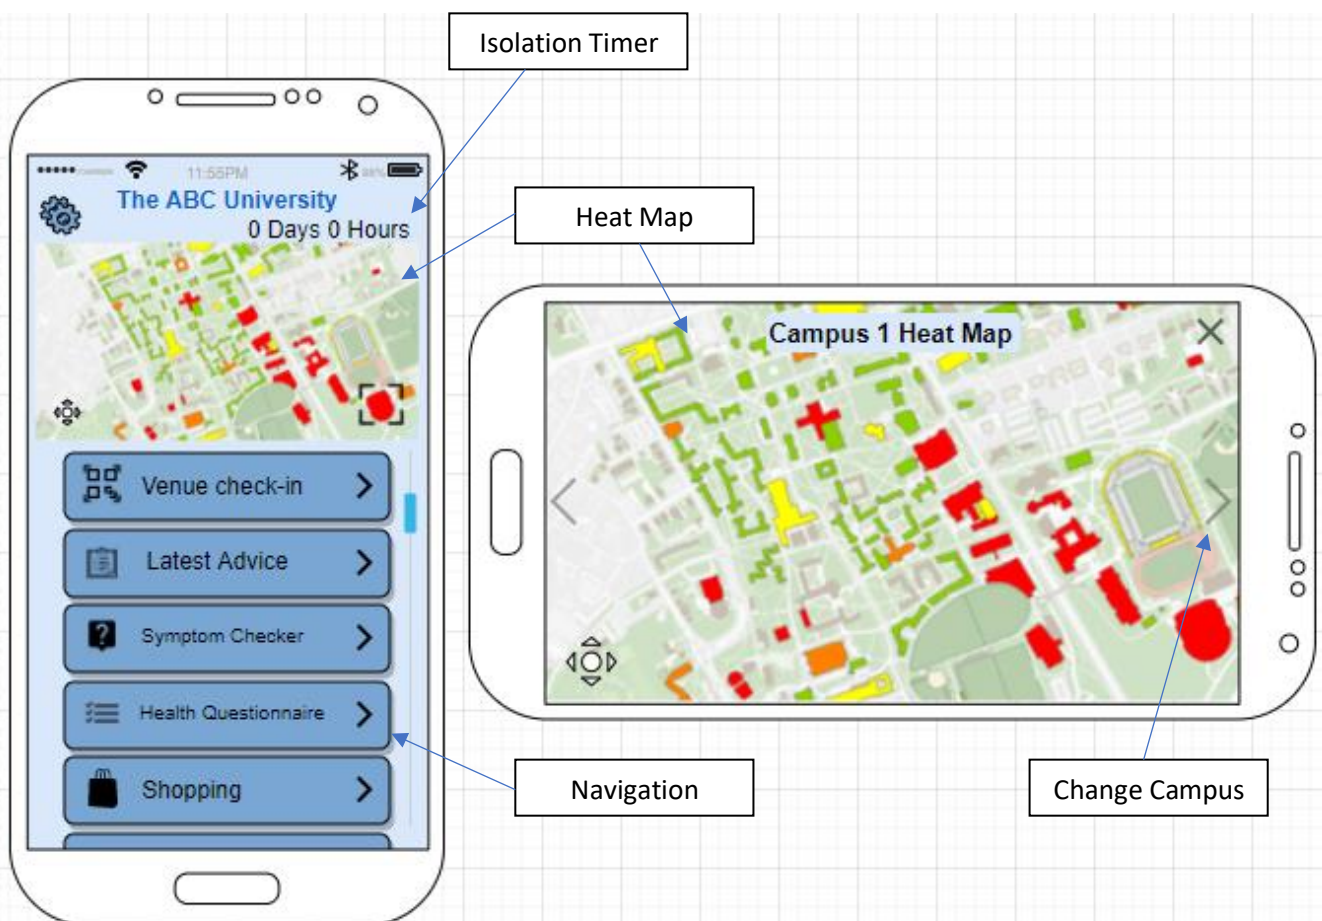 Isolation Timer
11:55PM
The ABC University
0 Days 0 Hours
Heat Map
Campus 1 Heat Map
Venue check-in
Latest Advice
Symptom Checker
Health Questionnaire
Shopping
Navigation
Change Campus